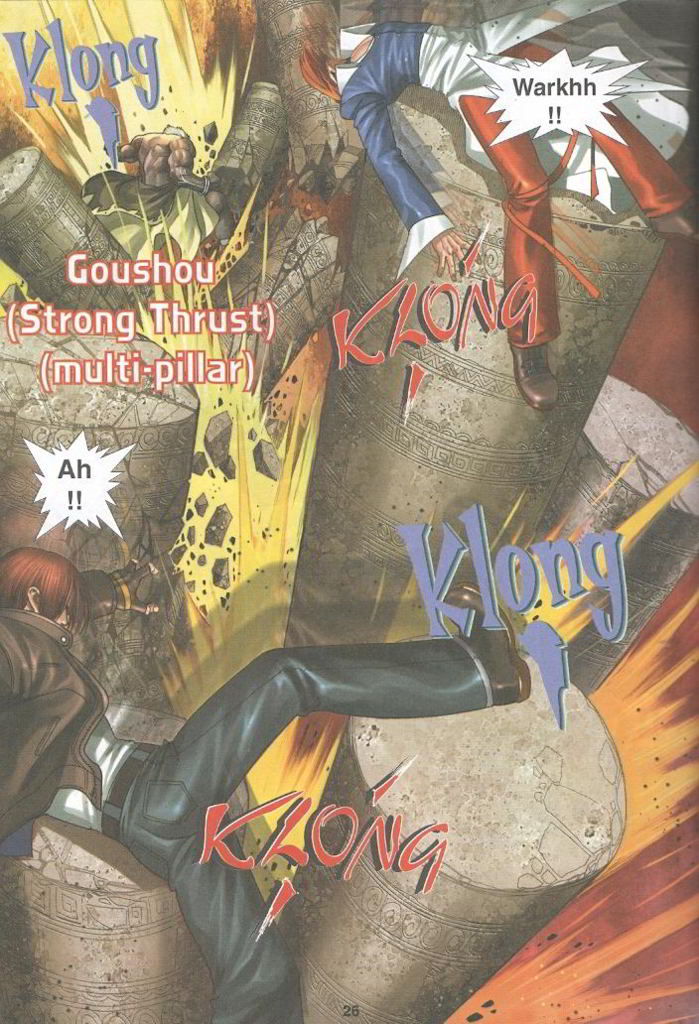 Klong!
Warkhh
!!
Goushou
(Strong Thrust)
(multi-pillar)
KLONG!
Ah
!!
Klong!
KLONG!
26